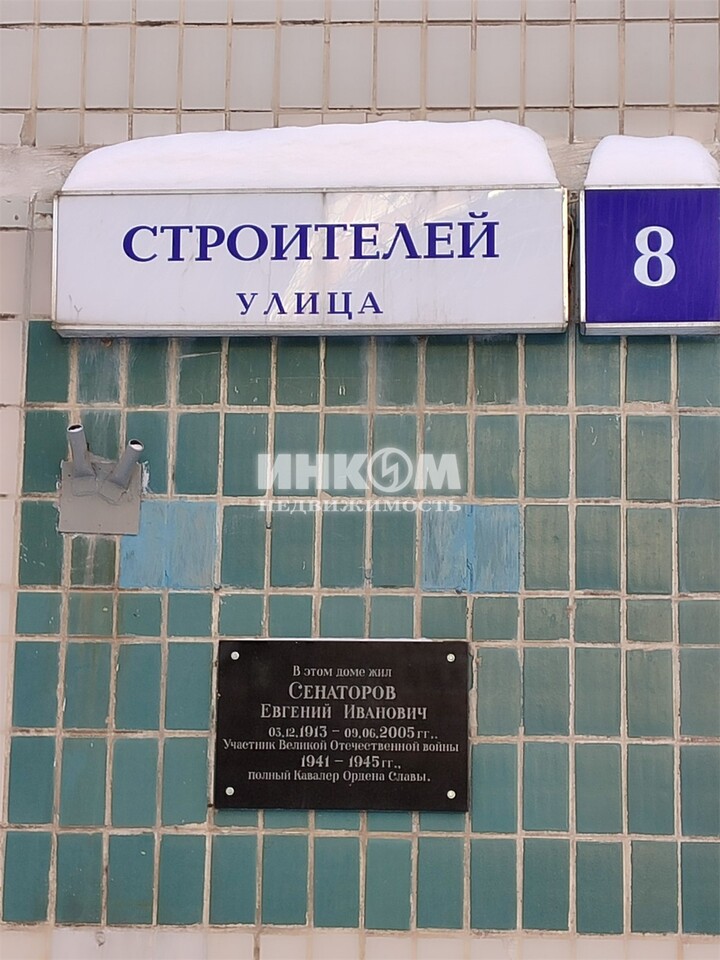 СТРОИТЕЛЕЙ
УЛИЦА
8
ИНКОМ
НЕДВИЖИМОСТЬ
В этом доме жил
СЕНАТОРОВ
ЕВГЕНИЙ ИВАНОВИЧ
03.12.1913 – 09.06.2005 гг..
Участник Великой Отечественной войны
1941 – 1945 гг.,
полный Кавалер Ордена Славы.